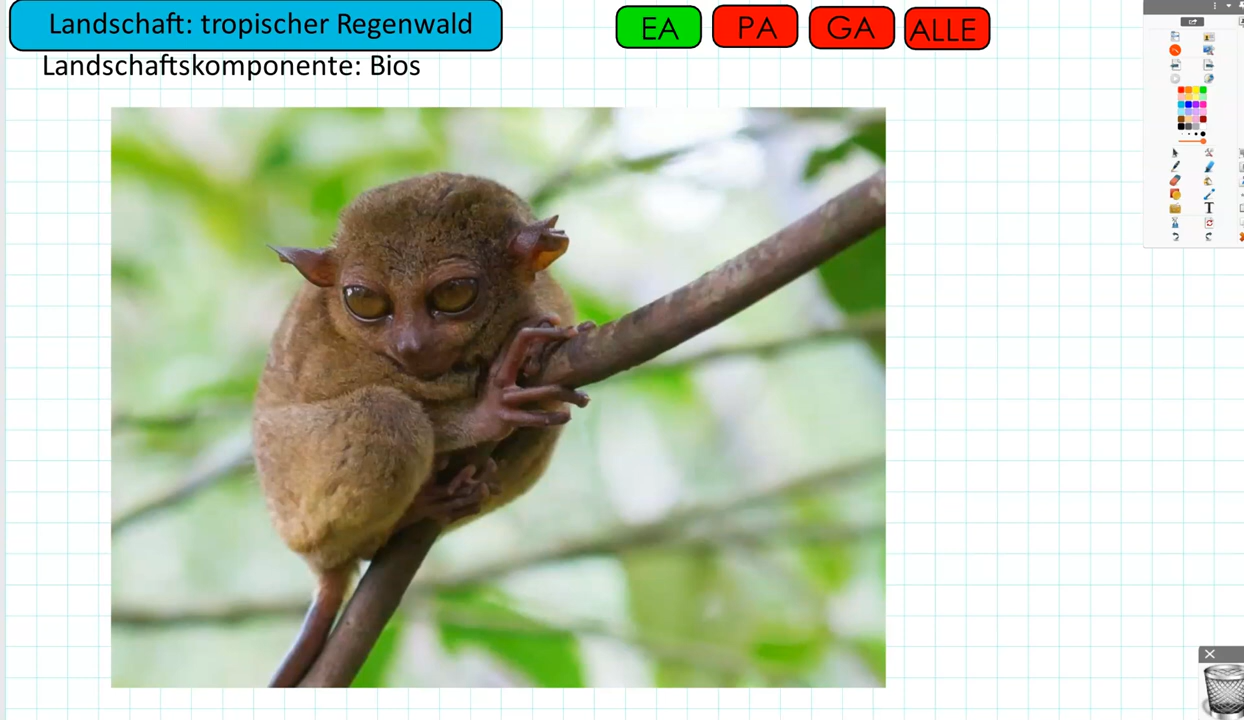 Landschaft: tropischer Regenwald
EA PA GA ALLE
Landschaftskomponente: Bios
T